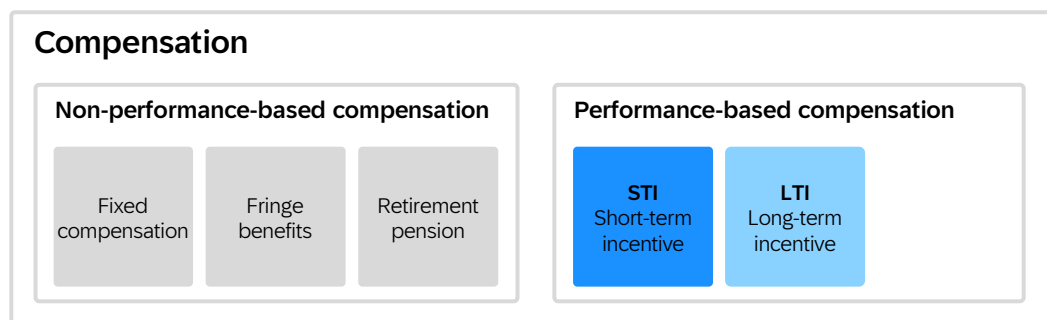 Compensation
Non-performance-based compensation
Fixed
compensation
Fringe
benefits
Retirement
pension
Performance-based compensation
STI
Short-term
incentive
LTI
Long-term
incentive